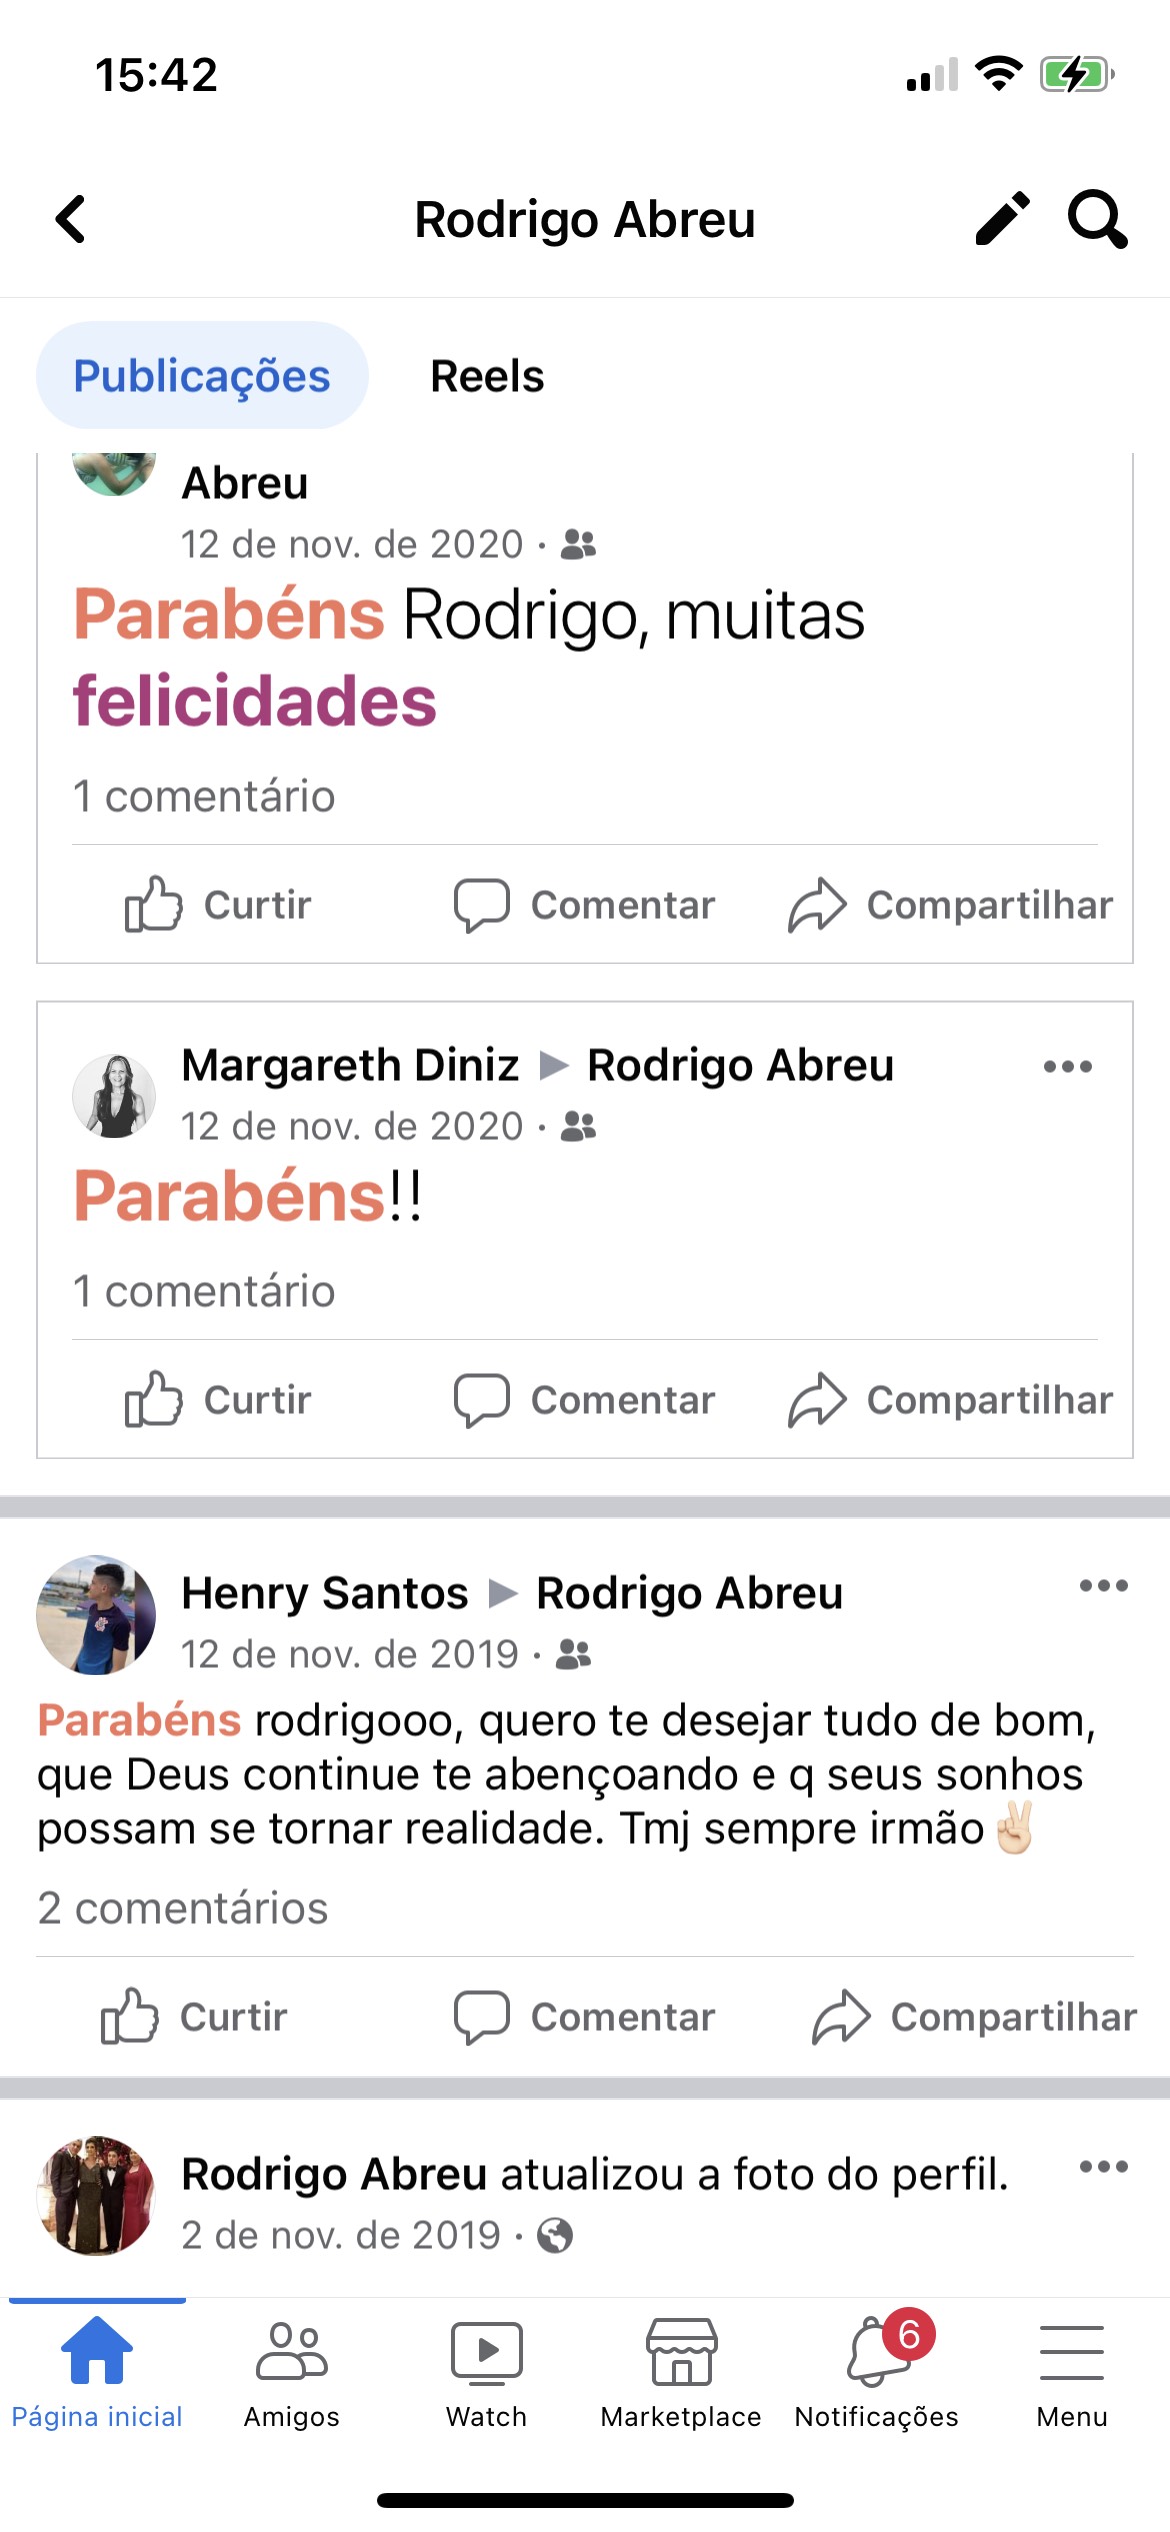 15:42
Rodrigo Abreu
Publicações Reels
Abreu
12 de nov. de 2020 ·
Parabéns Rodrigo, muitas
felicidades
1 comentário
Curtir Comentar Compartilhar
Margareth Diniz ▶ Rodrigo Abreu
12 de nov. de 2020 ·
Parabéns!!
1 comentário
Curtir Comentar Compartilhar
Henry Santos ▶ Rodrigo Abreu
12 de nov. de 2019 ·
Parabéns rodrigooo, quero te desejar tudo de bom,
que Deus continue te abençoando e q seus sonhos
possam se tornar realidade. Tmj sempre irmão✌🏻
2 comentários
Curtir Comentar Compartilhar
Rodrigo Abreu atualizou a foto do perfil.
2 de nov. de 2019 ·
6
Página inicial Amigos Watch Marketplace Notificações Menu